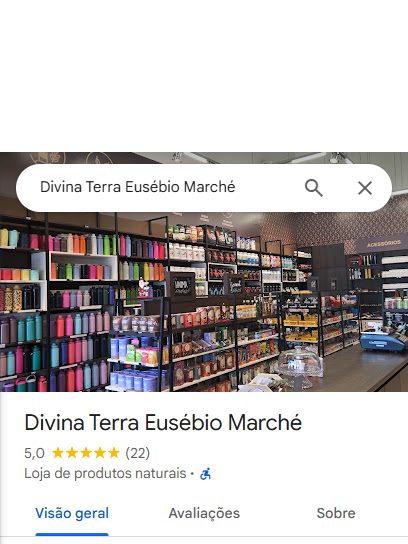 Divina Terra Eusébio Marché
ACESSÓRIOS
Divina Terra Eusébio Marché
5,0 (22)
Loja de produtos naturais ·
Visão geral
Avaliações
Sobre